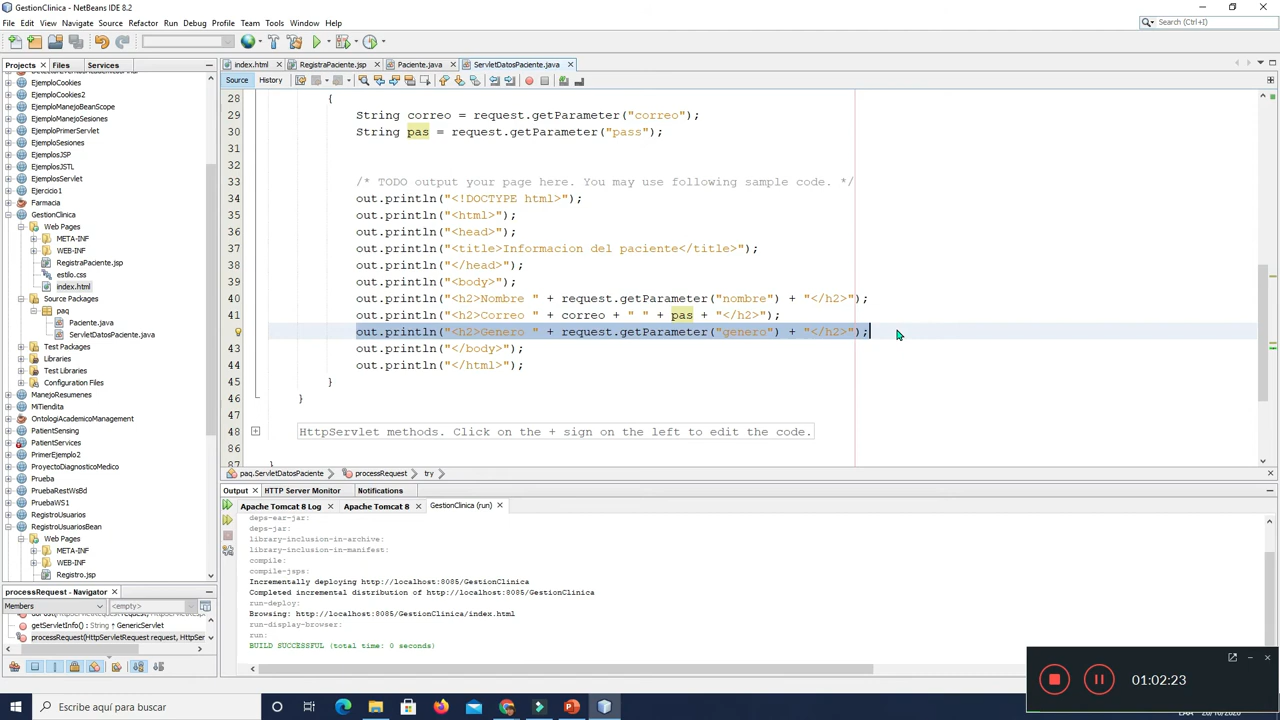 GestionClinica - NetBeans IDE 8.2
File Edit View Navigate Source Refactor Run Debug Profile Team Tools Window Help
Search (Ctrl+I)
Projects Files Services
index.html RegistraPaciente.jsp Paciente.java ServletDatosPaciente.java
Source History
EjemploCookies
EjemploCookies2
EjemploManejoBeanScope
EjemploManejoSesiones
EjemploPrimerServlet
EjemploSesiones
EjemplosJSP
EjemplosJSTL
EjemplosServlet
Ejercicio1
Farmacia
GestionClinica
Web Pages
META-INF
WEB-INF
RegistraPaciente.jsp
estilo.css
index.html
Source Packages
paq
Paciente.java
ServletDatosPaciente.java
Test Packages
Libraries
Test Libraries
Configuration Files
ManejoResumenes
MiTiendita
OntologiAcademicoManagement
PatientSensing
PatientServices
PrimerEjemplo2
ProyectoDiagnosticoMedico
Prueba
PruebaRestWsBd
PruebaWS1
RegistroUsuarios
RegistroUsuariosBean
Web Pages
META-INF
WEB-INF
Registro.jsp
28 {
29 String correo = request.getParameter("correo");
30 String pas = request.getParameter("pass");
31
32
33 /* TODO output your page here. You may use following sample code. */
34 out.println("<!DOCTYPE html>");
35 out.println("<html>");
36 out.println("<head>");
37 out.println("<title>Informacion del paciente</title>");
38 out.println("</head>");
39 out.println("<body>");
40 out.println("<h2>Nombre " + request.getParameter("nombre") + "</h2>");
41 out.println("<h2>Correo " + correo + " " + pas + "</h2>");
out.println("<h2>Genero " + request.getParameter("genero") + "</h2>");
43 out.println("</body>");
44 out.println("</html>");
45 }
46 }
47
48 HttpServlet methods. Click on the + sign on the left to edit the code.
86
87 }
paq.ServletDatosPaciente processRequest try
Output HTTP Server Monitor Notifications
Apache Tomcat 8 Log Apache Tomcat 8 GestionClinica (run)
deps-ear-jar:
deps-jar:
library-inclusion-in-archive:
library-inclusion-in-manifest:
compile:
compile-jsps:
Incrementally deploying http://localhost:8085/GestionClinica
Completed incremental distribution of http://localhost:8085/GestionClinica
run-deploy:
Browsing: http://localhost:8085/GestionClinica/index.html
run-display-browser:
run:
BUILD SUCCESSFUL (total time: 0 seconds)
processRequest - Navigator
Members <empty>
getServletInfo() : String ↑ GenericServlet
processRequest(HttpServletRequest request, HttpSer
01:02:23
Escribe aquí para buscar